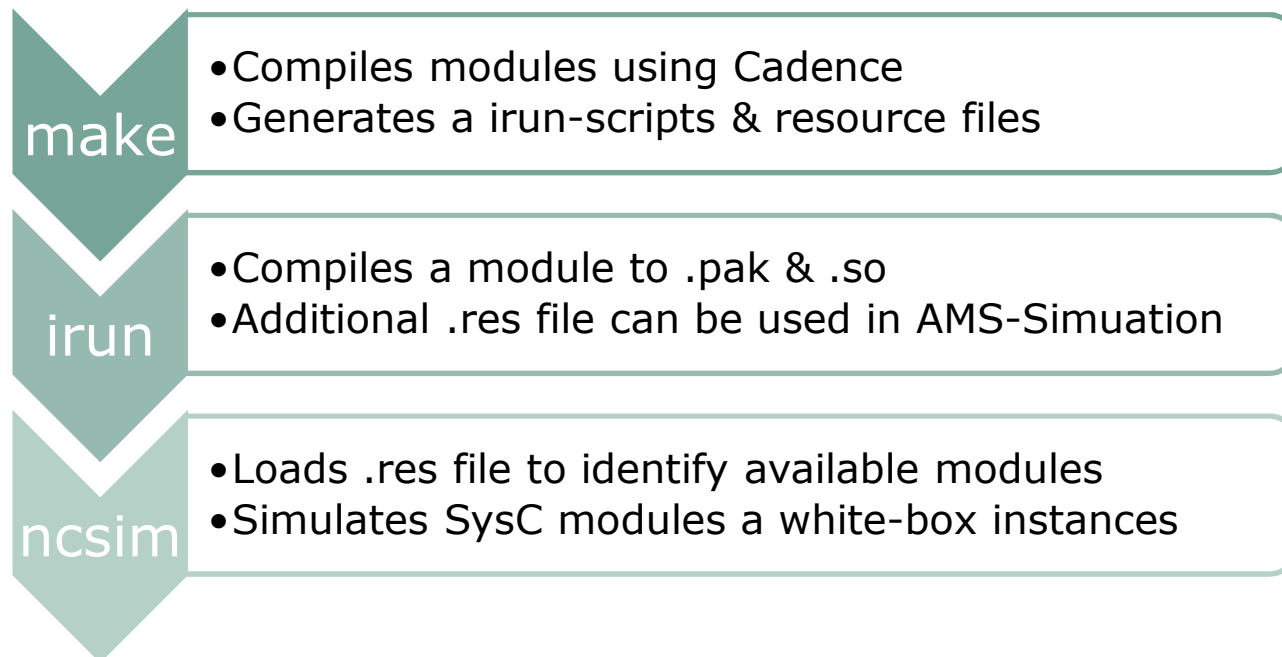 make
•Compiles modules using Cadence
•Generates a irun-scripts & resource files
irun
•Compiles a module to .pak & .so
•Additional .res file can be used in AMS-Simuation
ncsim
•Loads .res file to identify available modules
•Simulates SysC modules a white-box instances